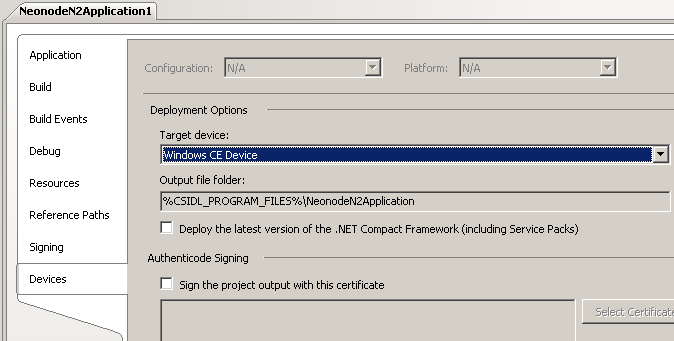 NeonodeN2Application1
Application
Build
Build Events
Debug
Resources
Reference Paths
Signing
Devices
Configuration: N/A Platform: N/A
Deployment Options
Target device:
Windows CE Device
Output file folder:
%CSIDL_PROGRAM_FILES%\NeonodeN2Application
Deploy the latest version of the .NET Compact Framework (including Service Packs)
Authenticode Signing
Sign the project output with this certificate
Select Certificate